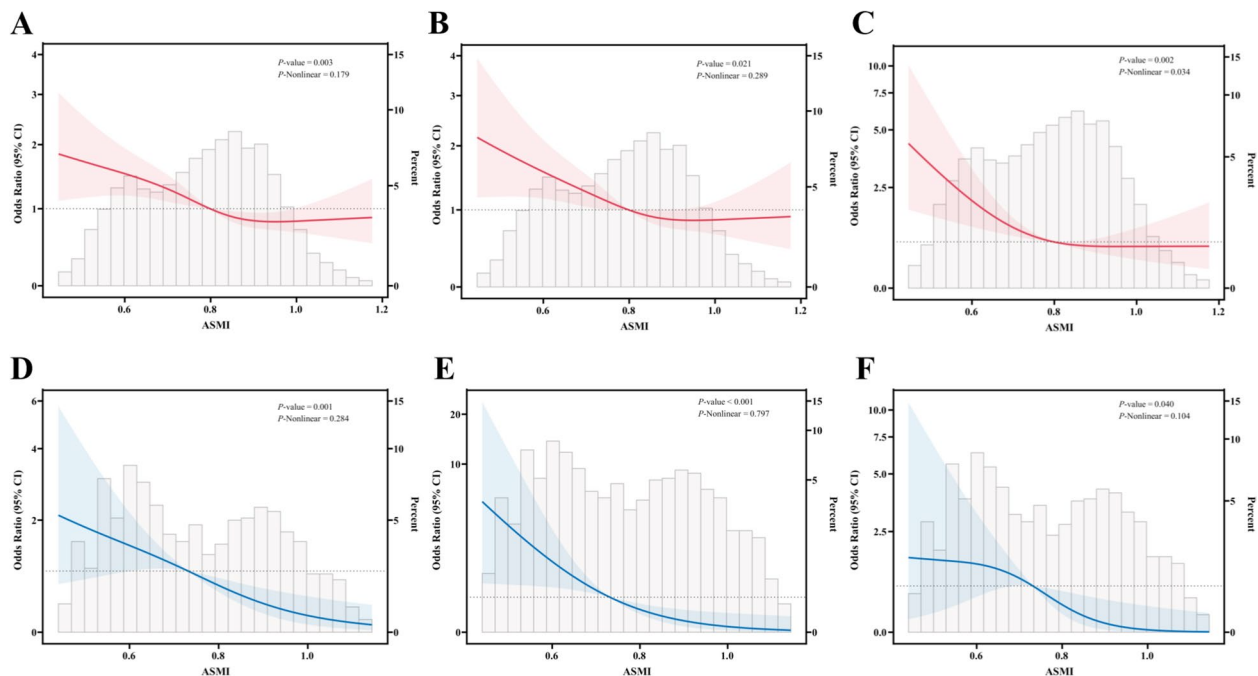 A
P-value = 0.003
P-Nonlinear = 0.179
Odds Ratio (95% CI)
4
3
2
1
0
15
10
5
0
Percent
0.6
0.8
1.0
1.2
ASMI
B
P-value = 0.021
P-Nonlinear = 0.289
Odds Ratio (95% CI)
4
3
2
1
0
15
10
5
0
Percent
0.6
0.8
1.0
1.2
ASMI
C
P-value = 0.002
P-Nonlinear = 0.034
Odds Ratio (95% CI)
10.0
7.5
5.0
2.5
0.0
15
10
5
0
Percent
0.6
0.8
1.0
1.2
ASMI
D
P-value = 0.001
P-Nonlinear = 0.284
Odds Ratio (95% CI)
6
4
2
0
15
10
5
0
Percent
0.6
0.8
1.0
ASMI
E
P-value < 0.001
P-Nonlinear = 0.797
Odds Ratio (95% CI)
20
10
0
15
10
5
0
Percent
0.6
0.8
1.0
ASMI
F
P-value = 0.040
P-Nonlinear = 0.104
Odds Ratio (95% CI)
10.0
7.5
5.0
2.5
0.0
15
10
5
0
Percent
0.6
0.8
1.0
ASMI